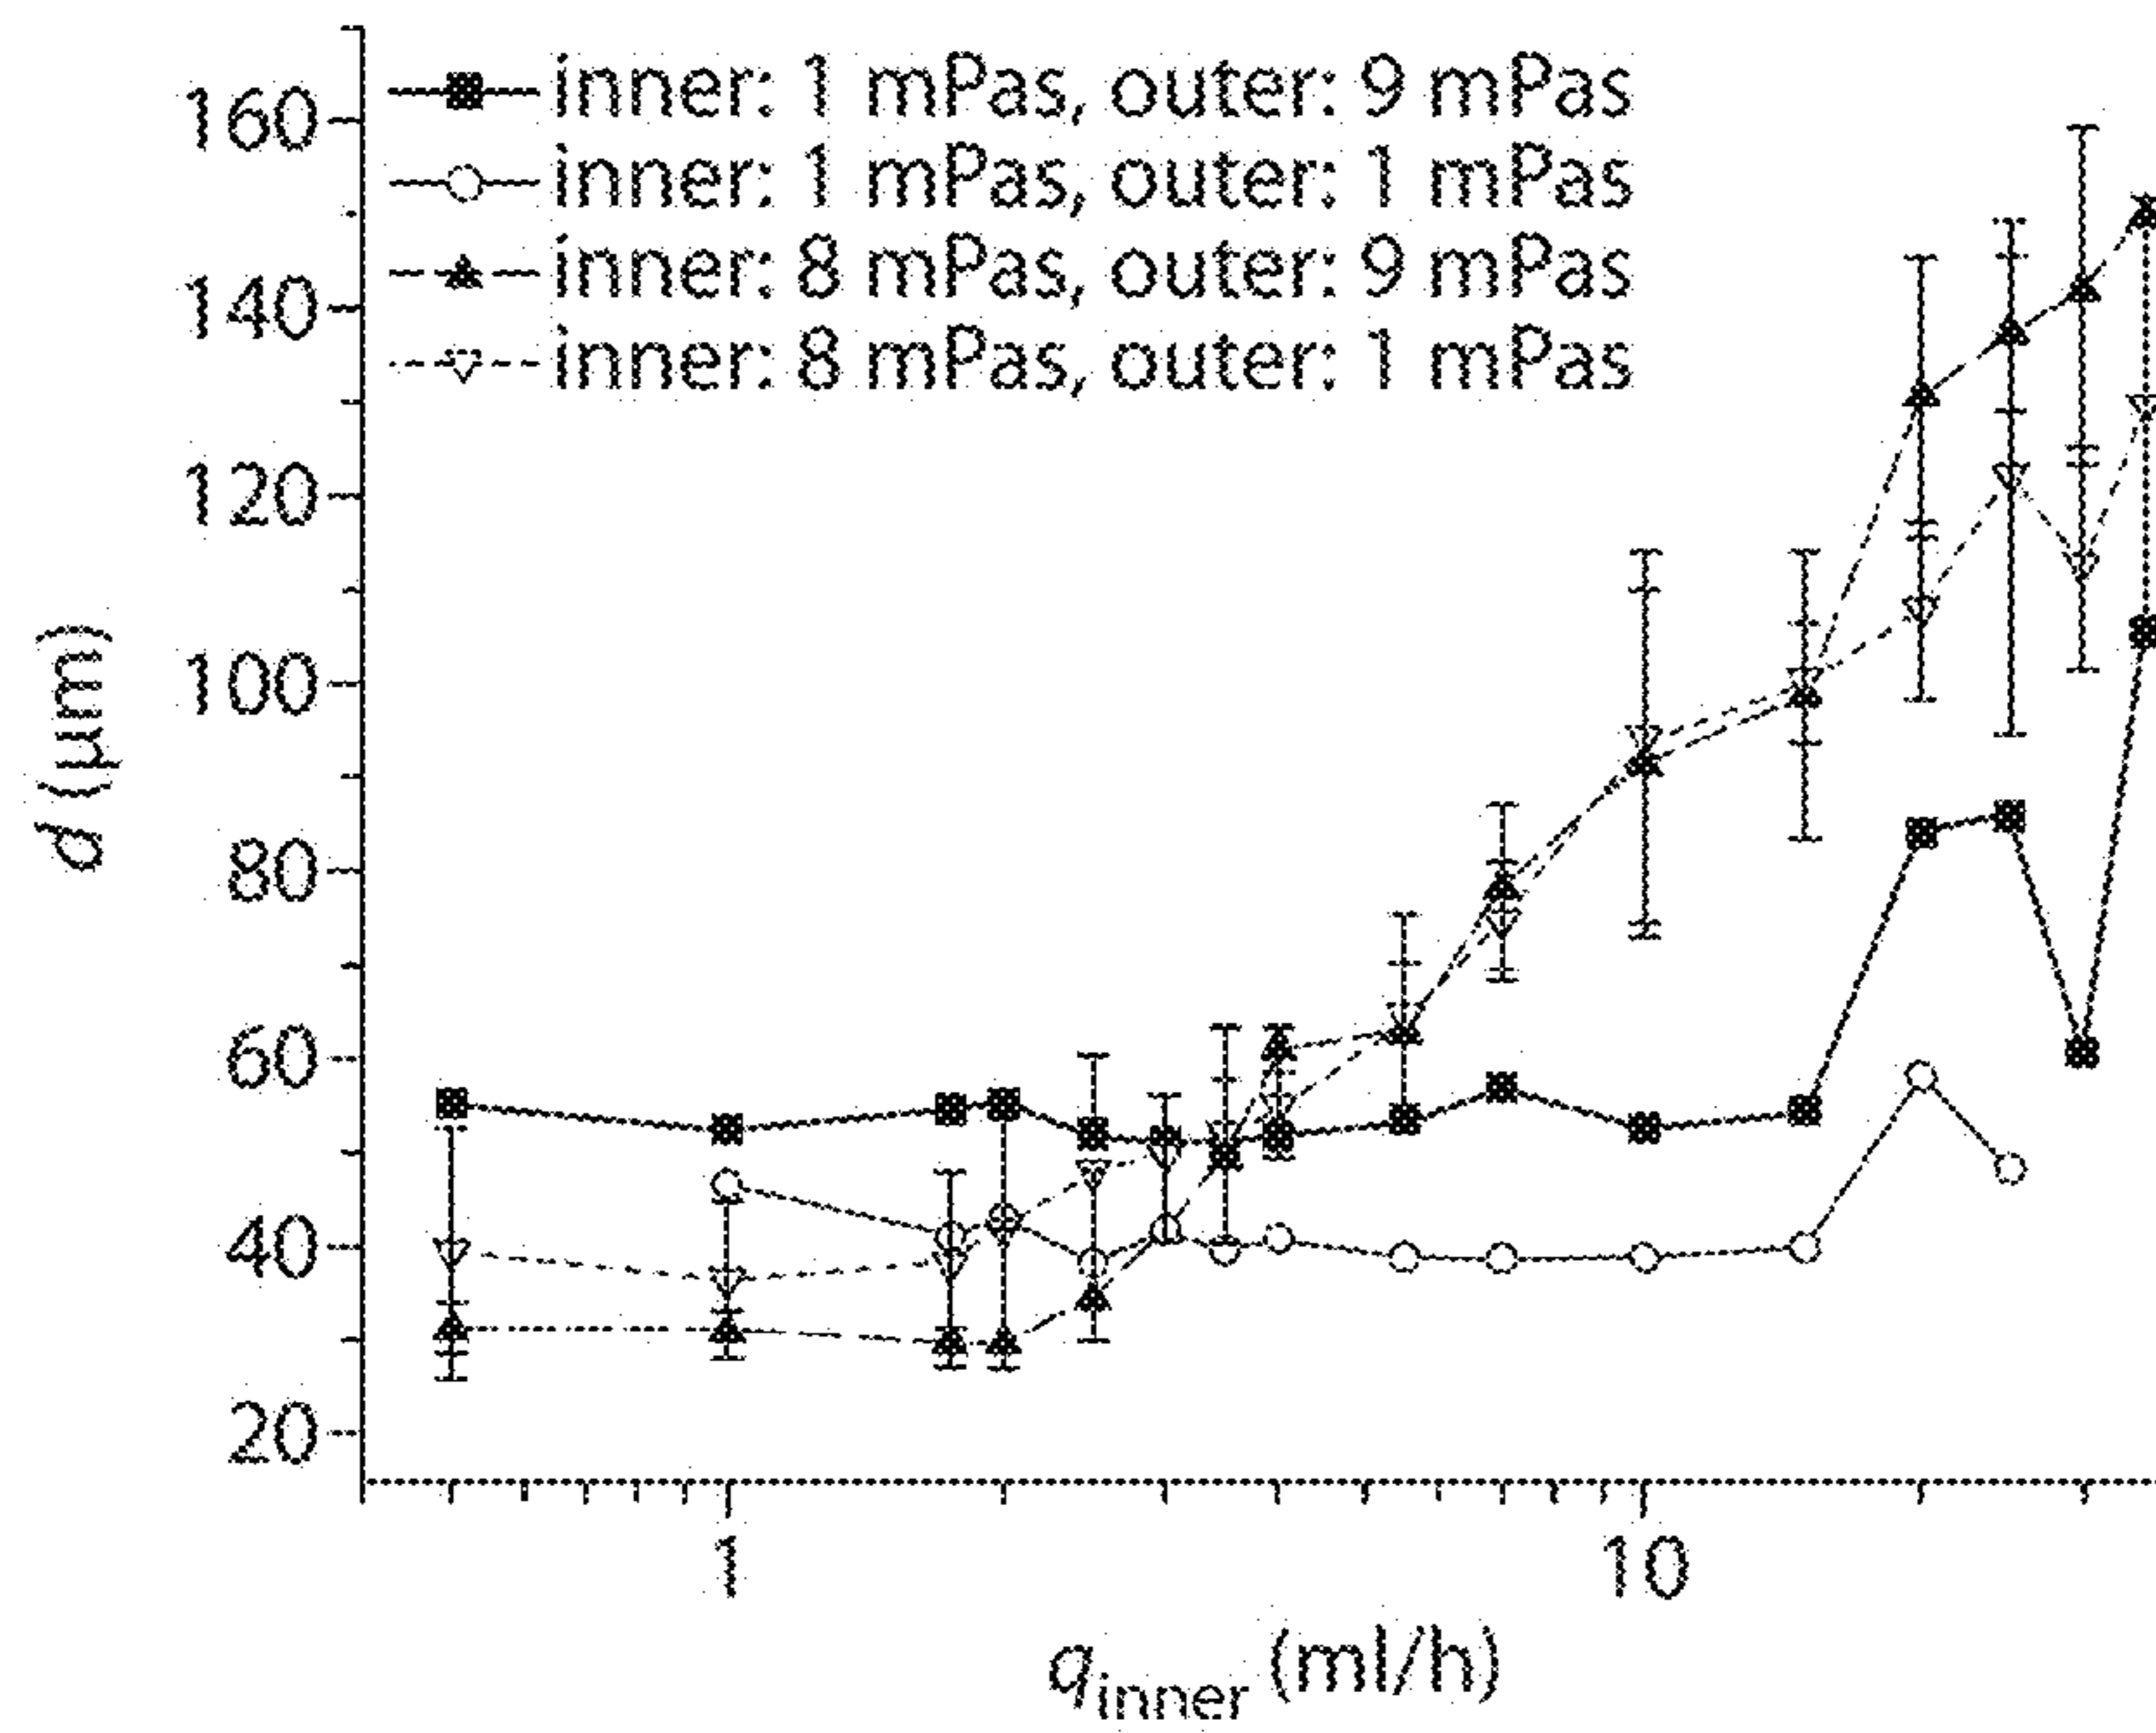 inner: 1 mPas, outer: 9 mPas
inner: 1 mPas, outer: 1 mPas
inner: 8 mPas, outer: 9 mPas
inner: 8 mPas, outer: 1 mPas
160
140
120
100
80
60
40
20
d (µm)
1 10
qinner (ml/h)